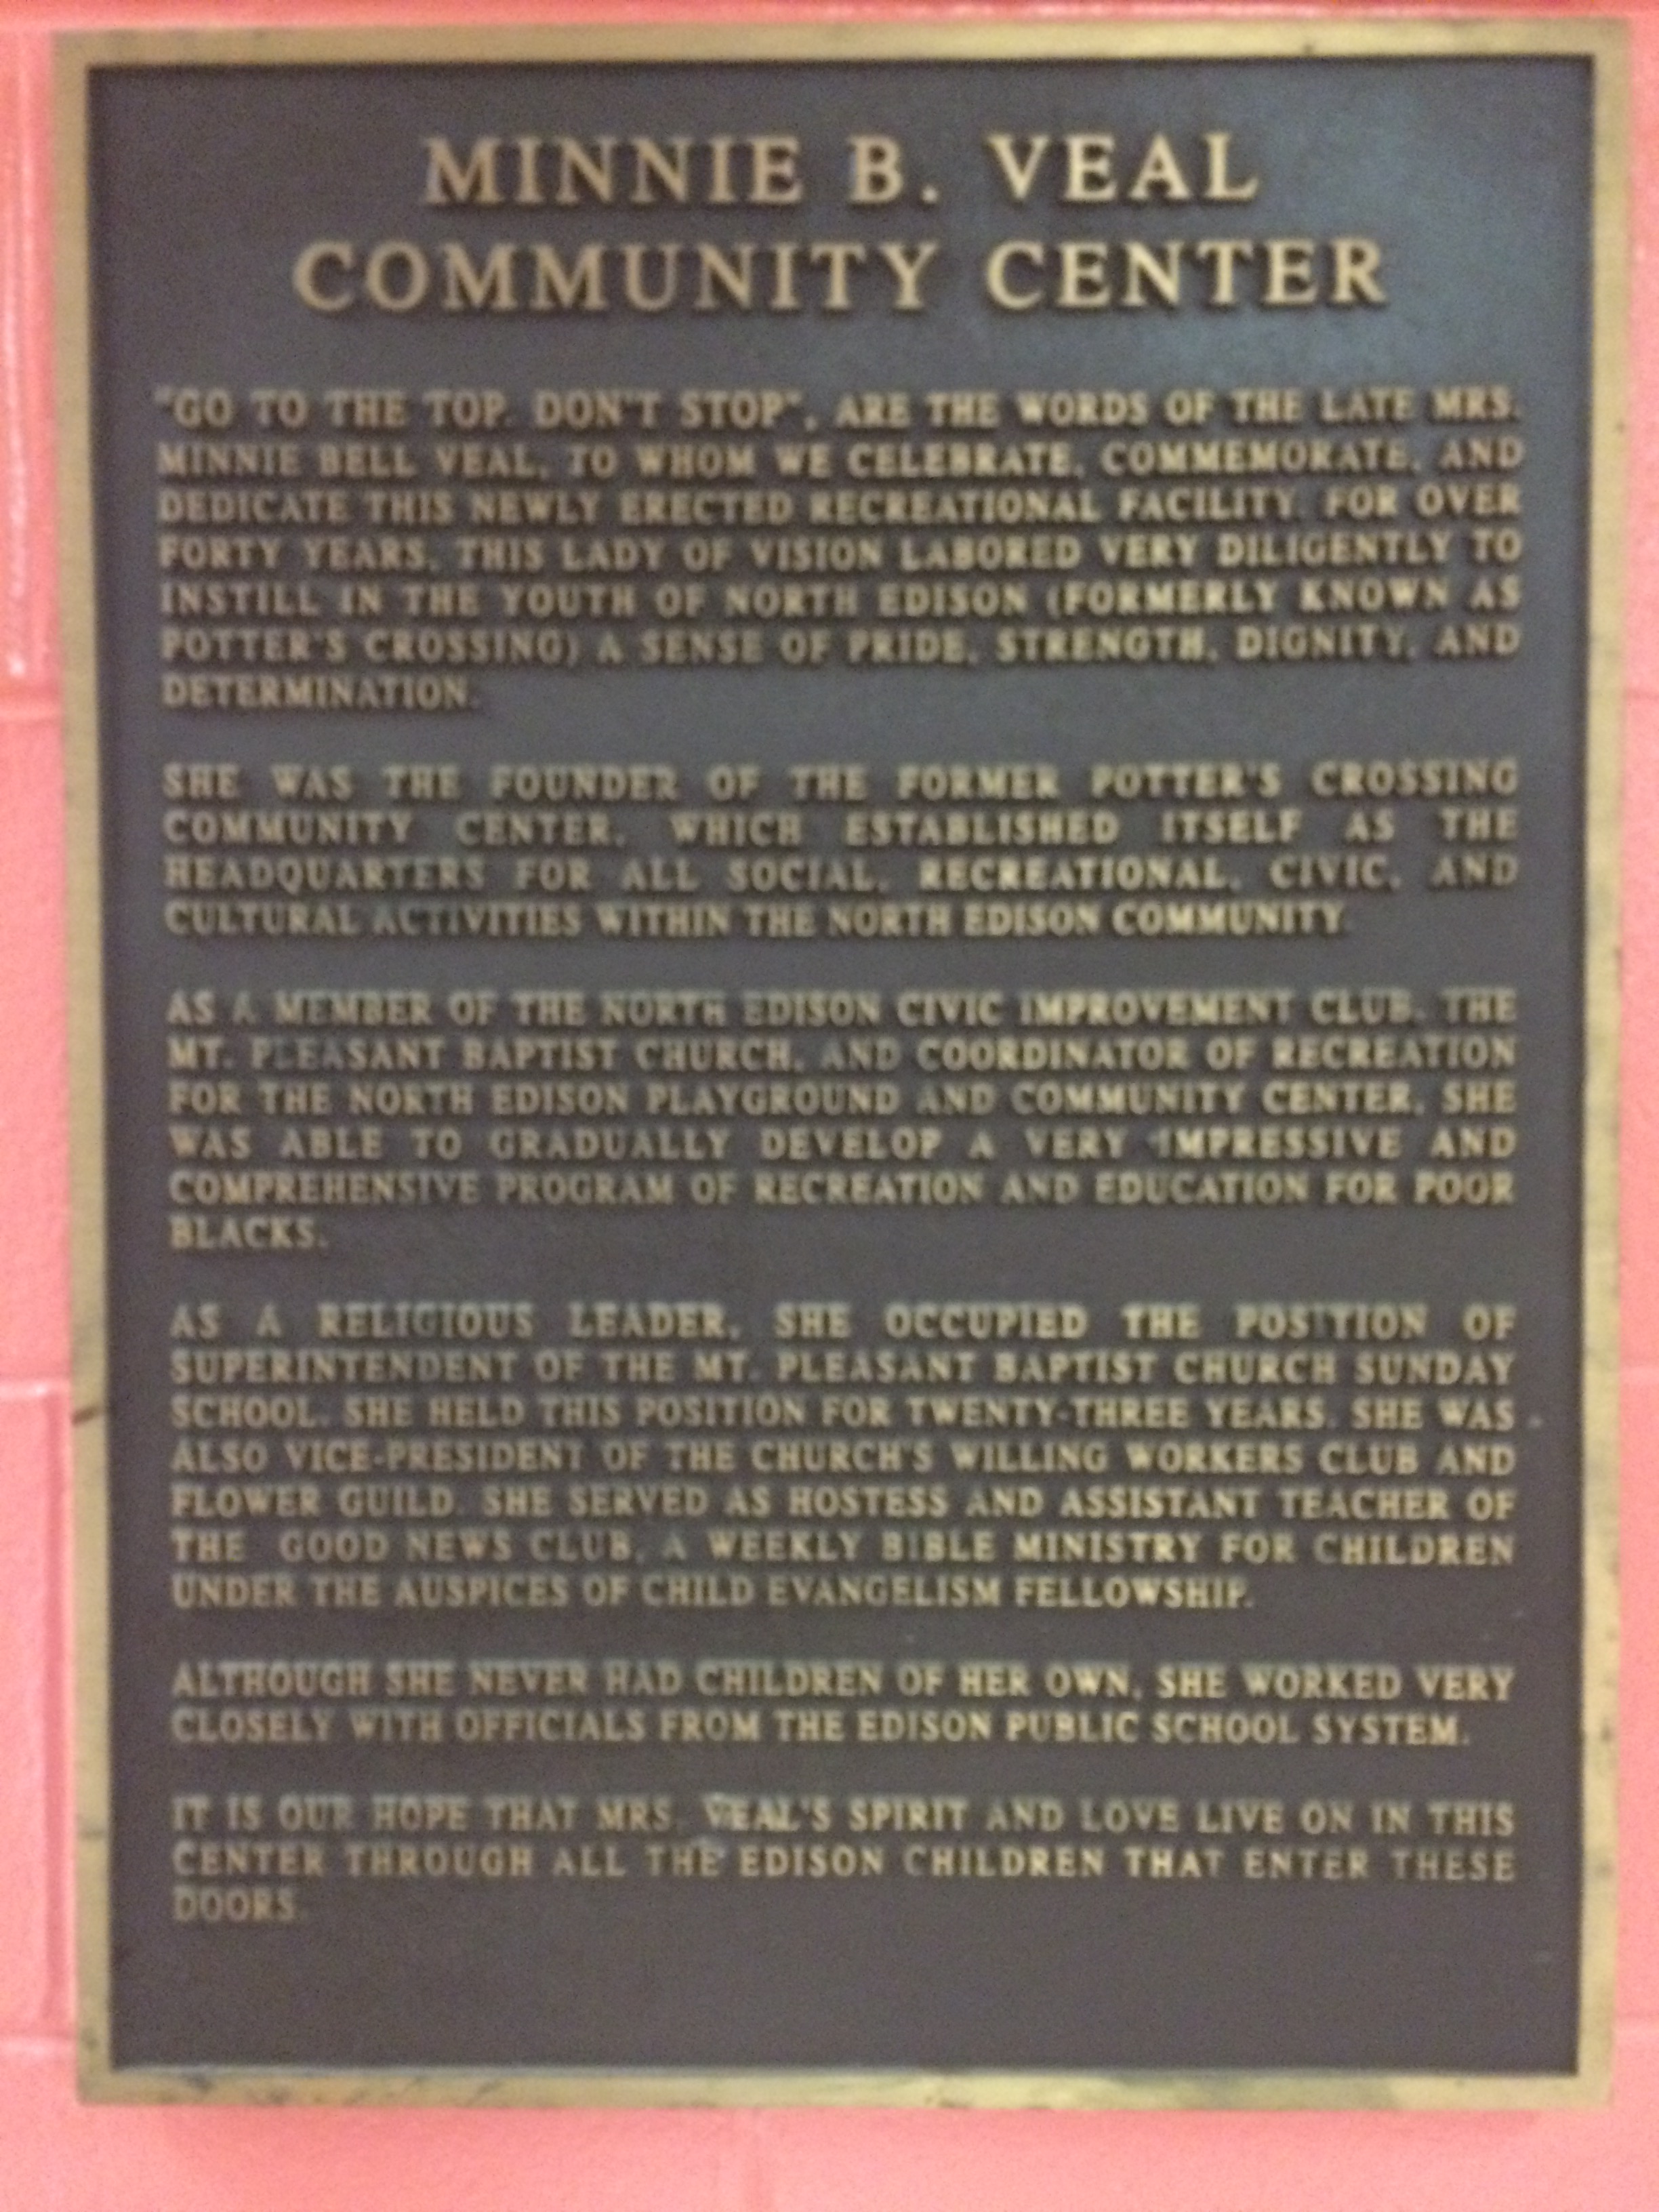 MINNIE B. VEAL
COMMUNITY CENTER
"GO TO THE TOP. DON'T STOP", ARE THE WORDS OF THE LATE MRS.
MINNIE BELL VEAL, TO WHOM WE CELEBRATE, COMMEMORATE, AND
DEDICATE THIS NEWLY ERECTED RECREATIONAL FACILITY. FOR OVER
FORTY YEARS, THIS LADY OF VISION LABORED VERY DILIGENTLY TO
INSTILL IN THE YOUTH OF NORTH EDISON (FORMERLY KNOWN AS
POTTER'S CROSSING) A SENSE OF PRIDE, STRENGTH, DIGNITY, AND
DETERMINATION.
SHE WAS THE FOUNDER OF THE FORMER POTTER'S CROSSING
COMMUNITY CENTER, WHICH ESTABLISHED ITSELF AS THE
HEADQUARTERS FOR ALL SOCIAL, RECREATIONAL, CIVIC, AND
CULTURAL ACTIVITIES WITHIN THE NORTH EDISON COMMUNITY.
AS A MEMBER OF THE NORTH EDISON CIVIC IMPROVEMENT CLUB, THE
MT. PLEASANT BAPTIST CHURCH, AND COORDINATOR OF RECREATION
FOR THE NORTH EDISON PLAYGROUND AND COMMUNITY CENTER, SHE
WAS ABLE TO GRADUALLY DEVELOP A VERY IMPRESSIVE AND
COMPREHENSIVE PROGRAM OF RECREATION AND EDUCATION FOR POOR
BLACKS.
AS A RELIGIOUS LEADER, SHE OCCUPIED THE POSITION OF
SUPERINTENDENT OF THE MT. PLEASANT BAPTIST CHURCH SUNDAY
SCHOOL. SHE HELD THIS POSITION FOR TWENTY-THREE YEARS. SHE WAS
ALSO VICE-PRESIDENT OF THE CHURCH'S WILLING WORKERS CLUB AND
FLOWER GUILD. SHE SERVED AS HOSTESS AND ASSISTANT TEACHER OF
THE GOOD NEWS CLUB, A WEEKLY BIBLE MINISTRY FOR CHILDREN
UNDER THE AUSPICES OF CHILD EVANGELISM FELLOWSHIP.
ALTHOUGH SHE NEVER HAD CHILDREN OF HER OWN, SHE WORKED VERY
CLOSELY WITH OFFICIALS FROM THE EDISON PUBLIC SCHOOL SYSTEM.
IT IS OUR HOPE THAT MRS. VEAL'S SPIRIT AND LOVE LIVE ON IN THIS
CENTER THROUGH ALL THE EDISON CHILDREN THAT ENTER THESE
DOORS.